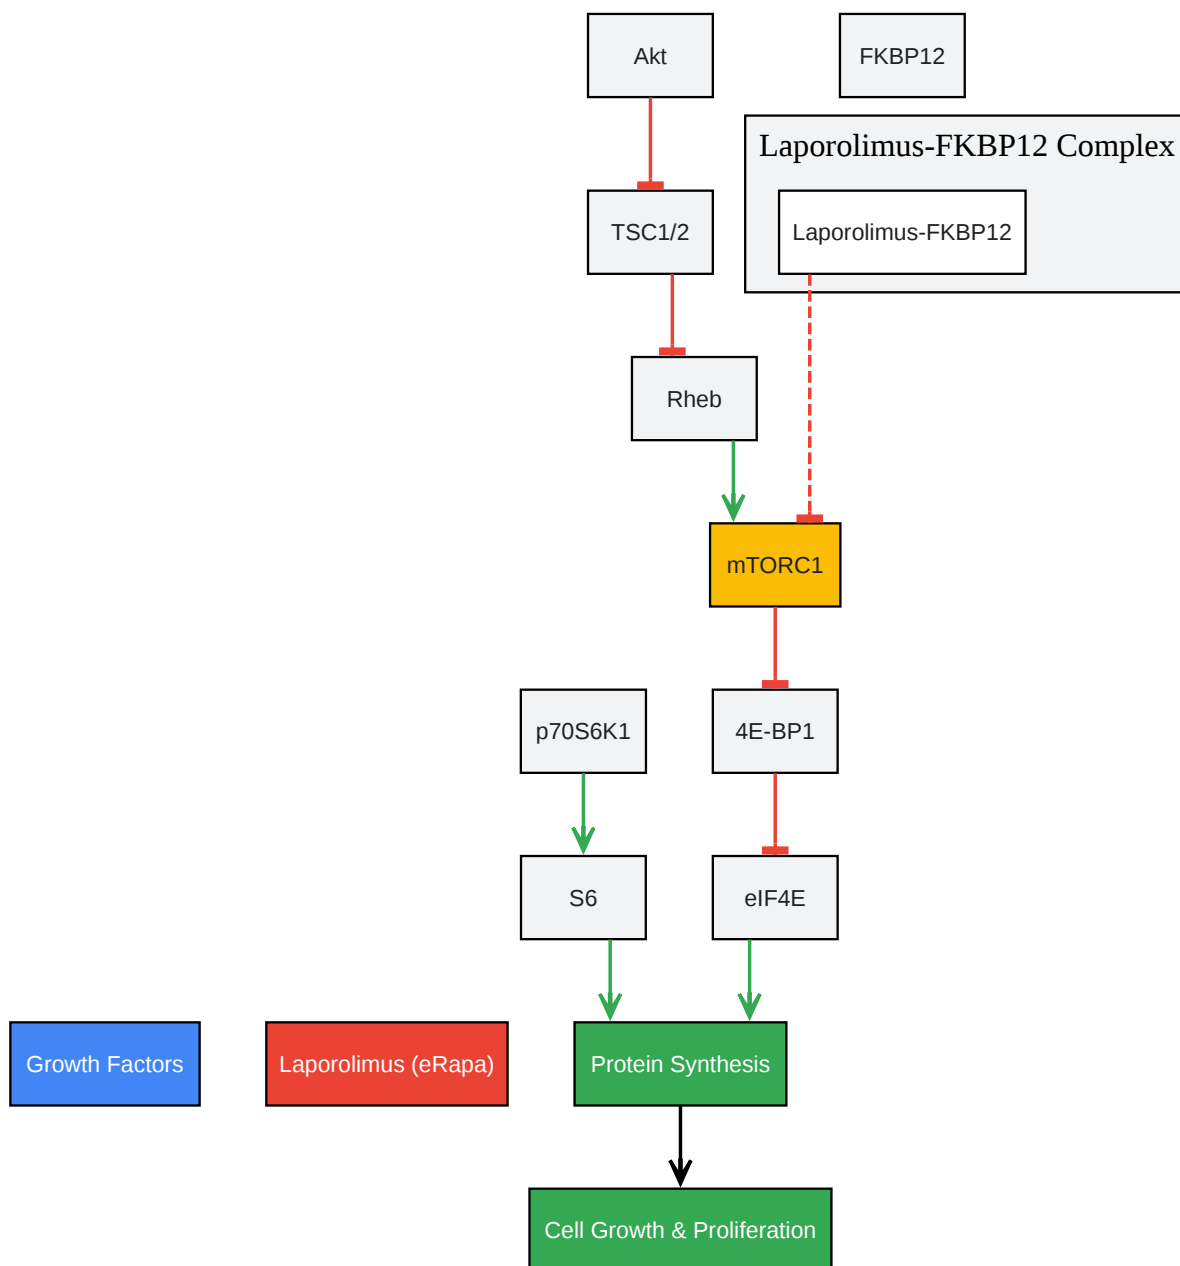 Akt
FKBP12
Laporolimus-FKBP12 Complex
TSC1/2
Laporolimus-FKBP12
Rheb
mTORC1
p70S6K1
4E-BP1
S6
eIF4E
Growth Factors
Laporolimus (eRapa)
Protein Synthesis
Cell Growth & Proliferation